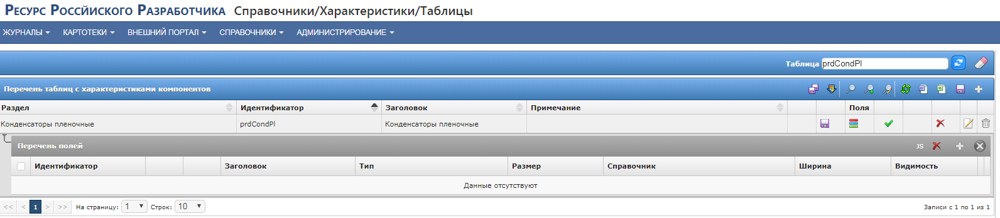 Ресурс Россйиского Разработчика Справочники/Характеристики/Таблицы
ЖУРНАЛЫ КАРТОТЕКИ ВНЕШНИЙ ПОРТАЛ СПРАВОЧНИКИ АДМИНИСТРИРОВАНИЕ
Таблица prdCondPl
Перечень таблиц с характеристиками компонентов
Раздел Идентификатор Заголовок Примечание Поля
Конденсаторы пленочные prdCondPl Конденсаторы пленочные
Перечень полей JS
Идентификатор Заголовок Тип Размер Справочник Ширина Видимость
Данные отсутствуют
<< < 1 > >> На страницу: 1 Строк: 10 Записи с 1 по 1 из 1